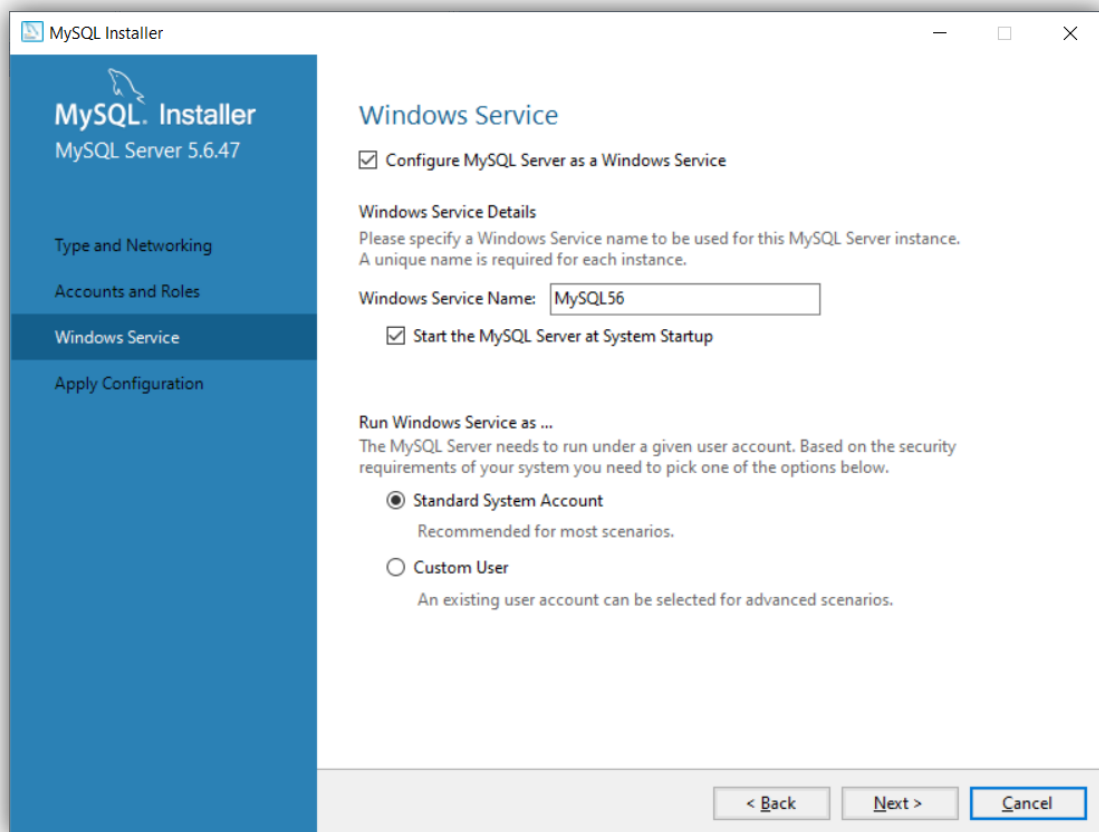 MySQL Installer
MySQL. Installer
MySQL Server 5.6.47
Type and Networking
Accounts and Roles
Windows Service
Apply Configuration
Windows Service
Configure MySQL Server as a Windows Service
Windows Service Details
Please specify a Windows Service name to be used for this MySQL Server instance.
A unique name is required for each instance.
Windows Service Name: MySQL56
Start the MySQL Server at System Startup
Run Windows Service as ...
The MySQL Server needs to run under a given user account. Based on the security
requirements of your system you need to pick one of the options below.
Standard System Account
Recommended for most scenarios.
Custom User
An existing user account can be selected for advanced scenarios.
< Back Next > Cancel